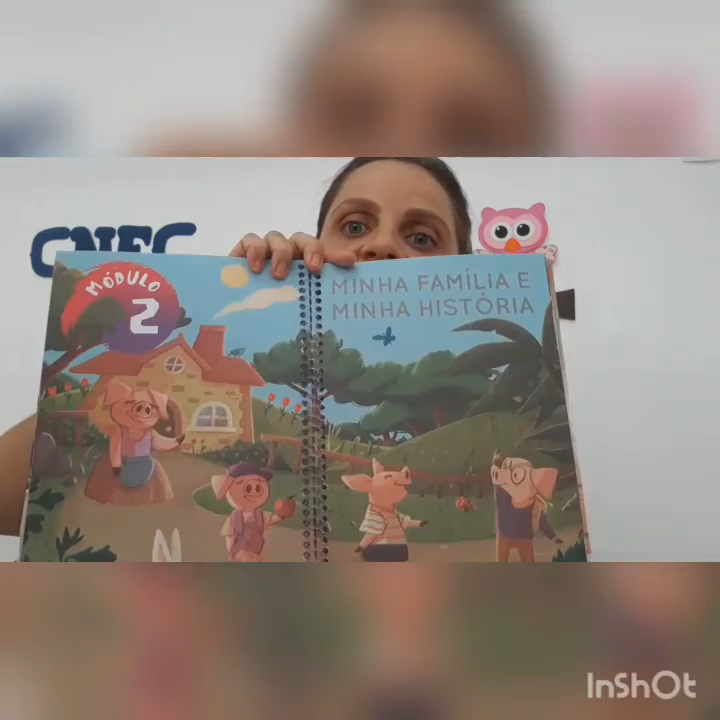 CNEC
MÓDULO
2
MINHA FAMÍLIA E
MINHA HISTÓRIA
InShOt